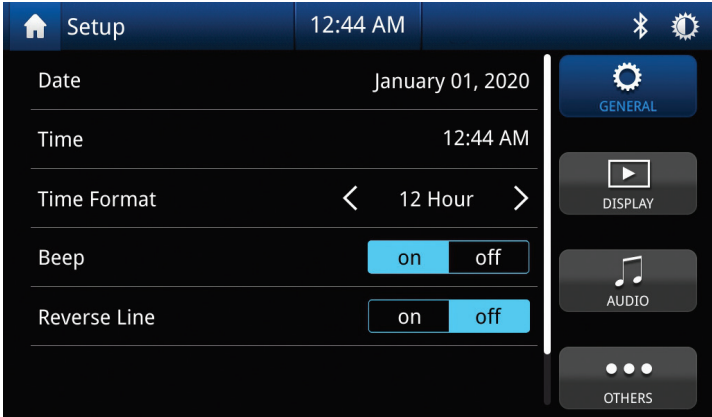 Setup 12:44 AM
Date January 01, 2020
Time 12:44 AM
Time Format 12 Hour
Beep on off
Reverse Line on off
GENERAL
DISPLAY
AUDIO
OTHERS